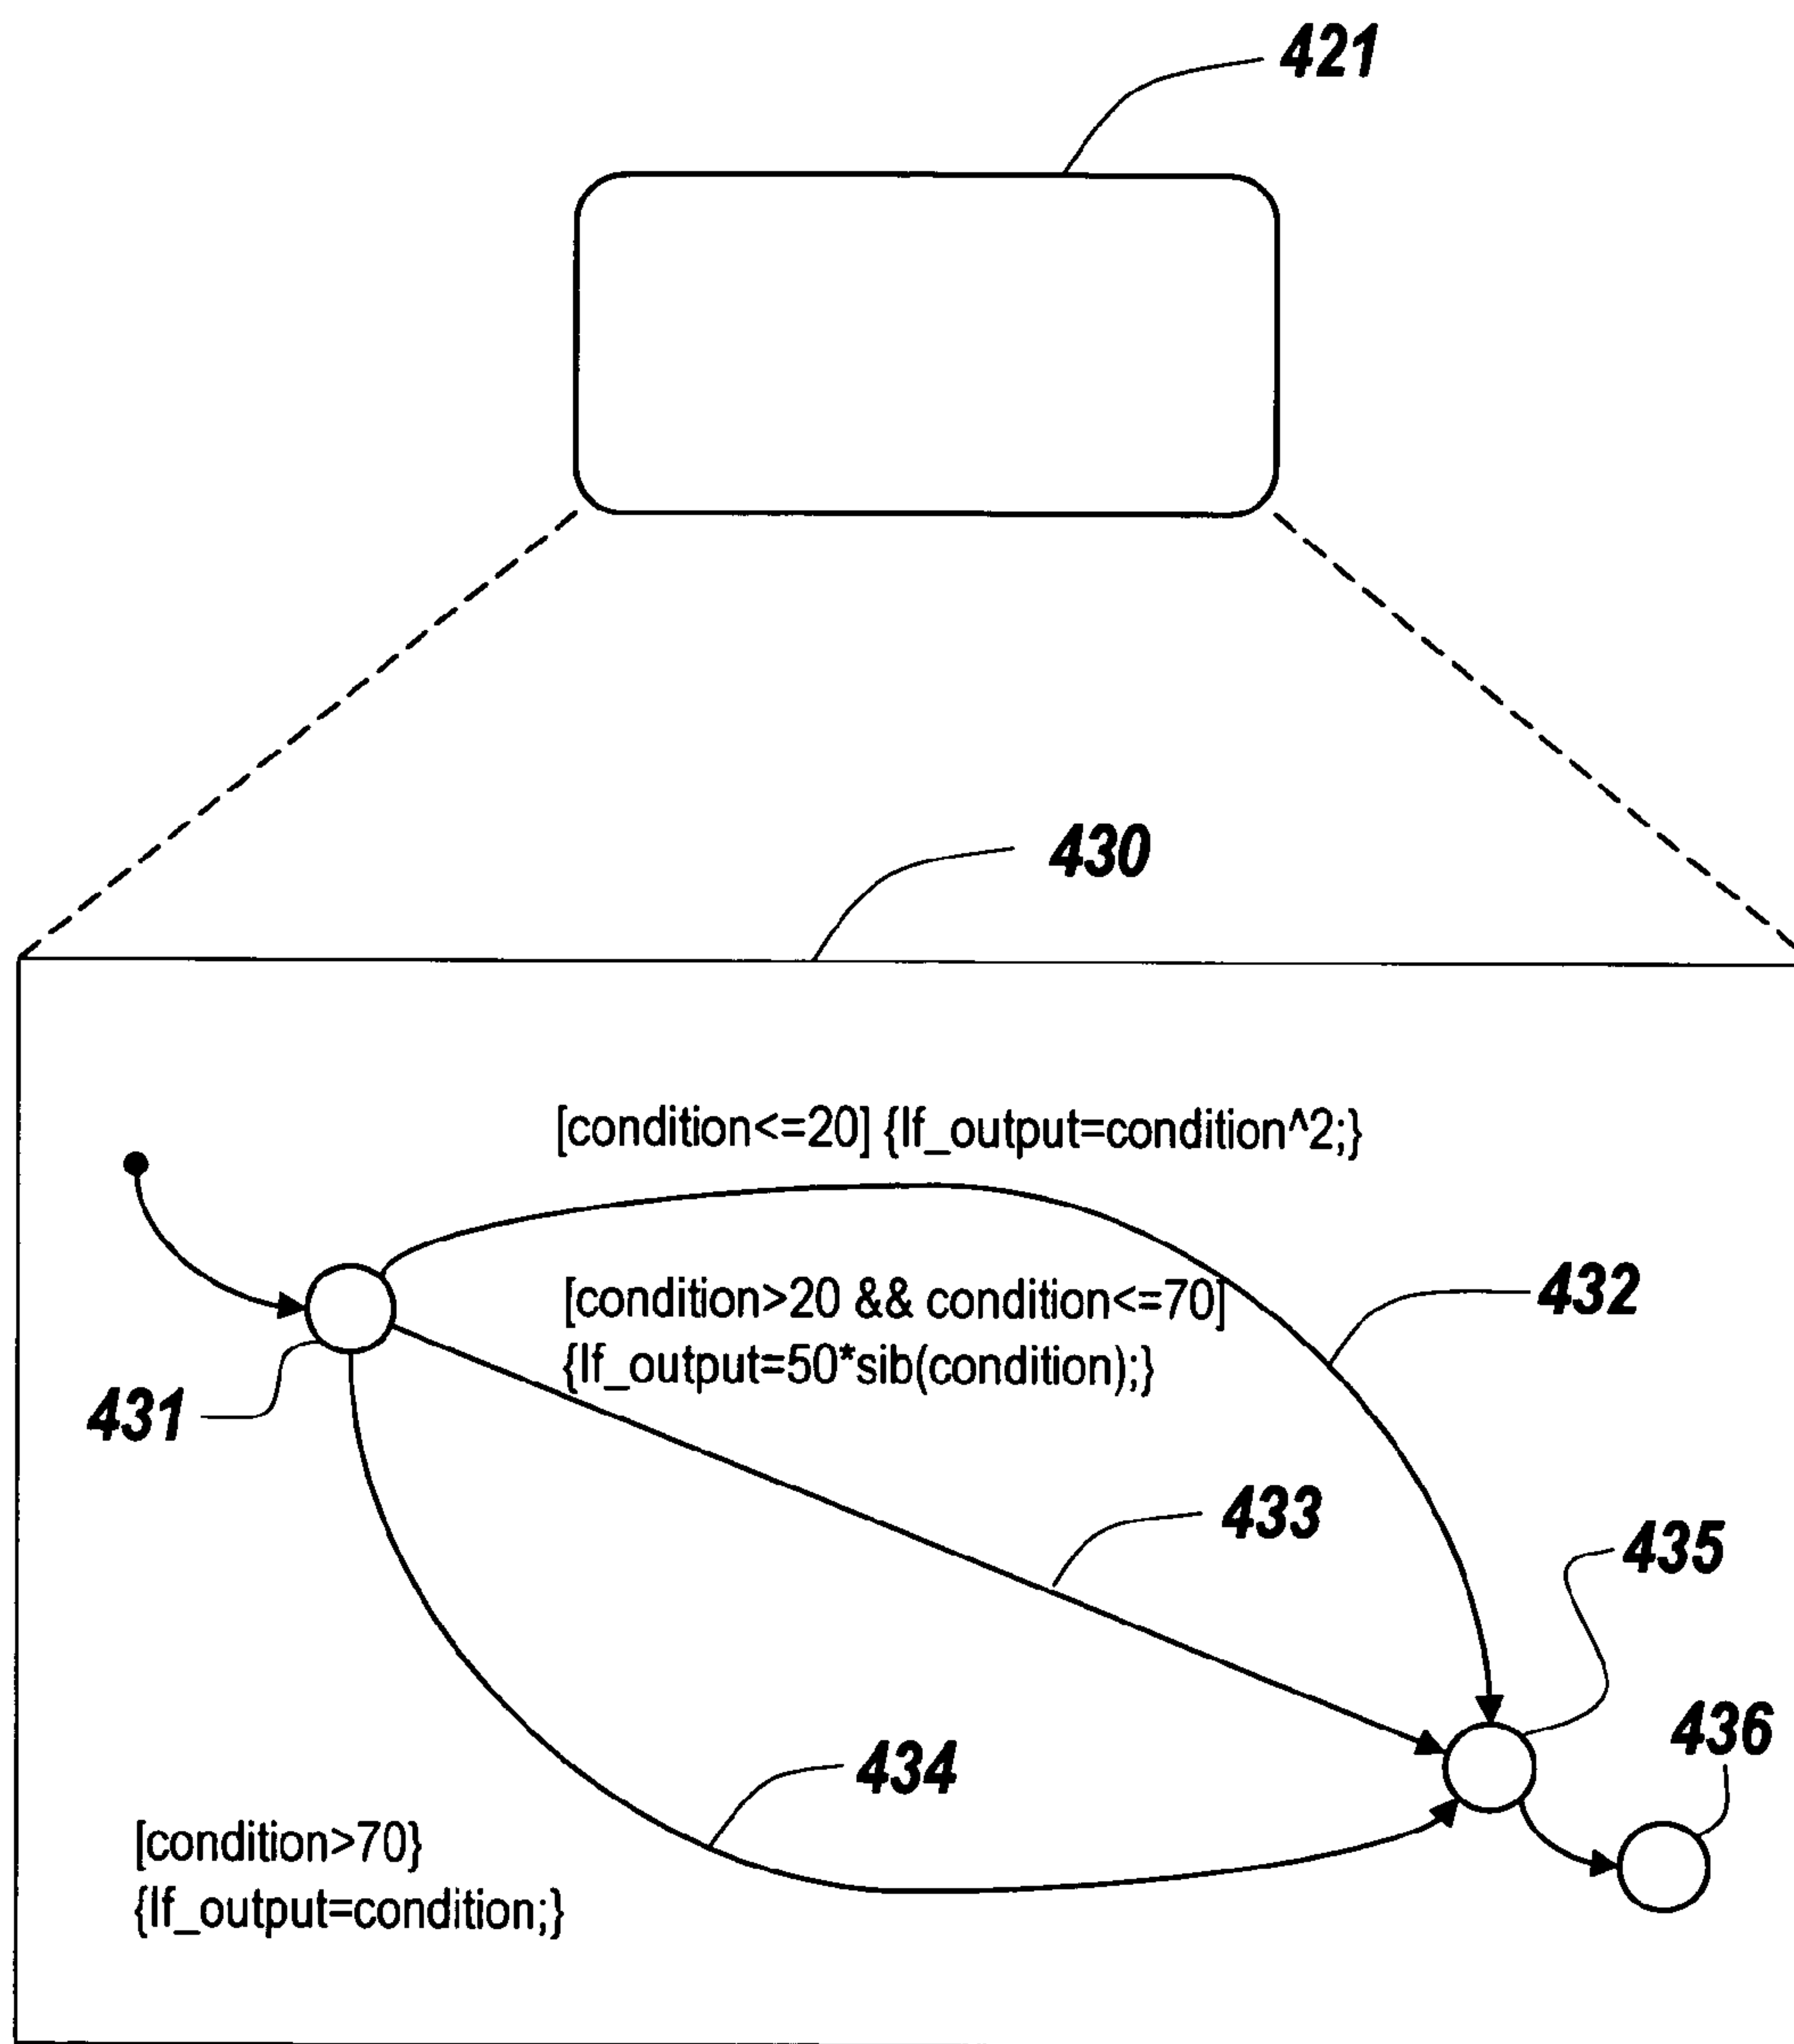 421
430
[condition<=20] {lf_output=condition^2;}
[condition>20 && condition<=70]
{lf_output=50*sib(condition);}
432
431
433
435
436
434
[condition>70}
{lf_output=condition;}